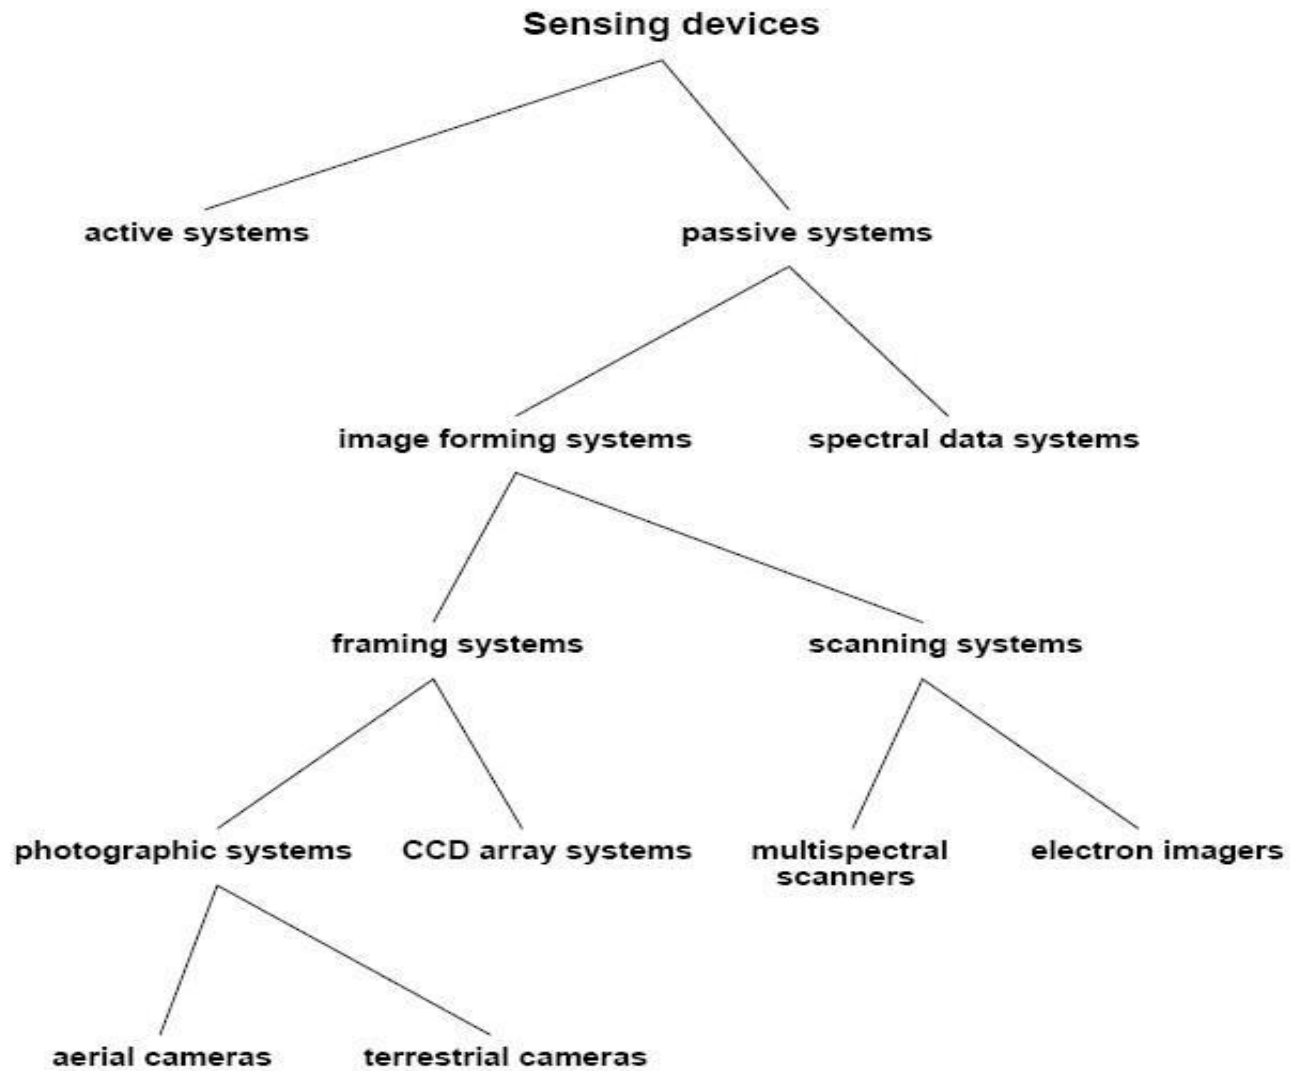 Sensing devices
active systems
passive systems
image forming systems
spectral data systems
framing systems
scanning systems
photographic systems
CCD array systems
multispectral
scanners
electron imagers
aerial cameras
terrestrial cameras